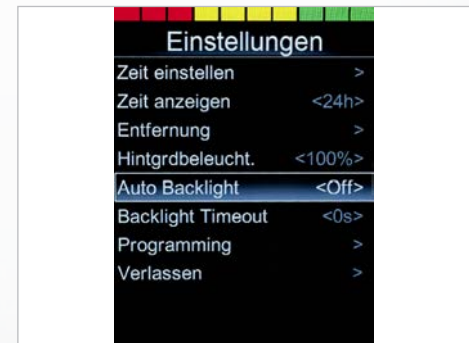 Einstellungen
Zeit einstellen >
Zeit anzeigen <24h>
Entfernung >
Hintgrdbeleucht. <100%>
Auto Backlight <Off>
Backlight Timeout <0s>
Programming >
Verlassen >